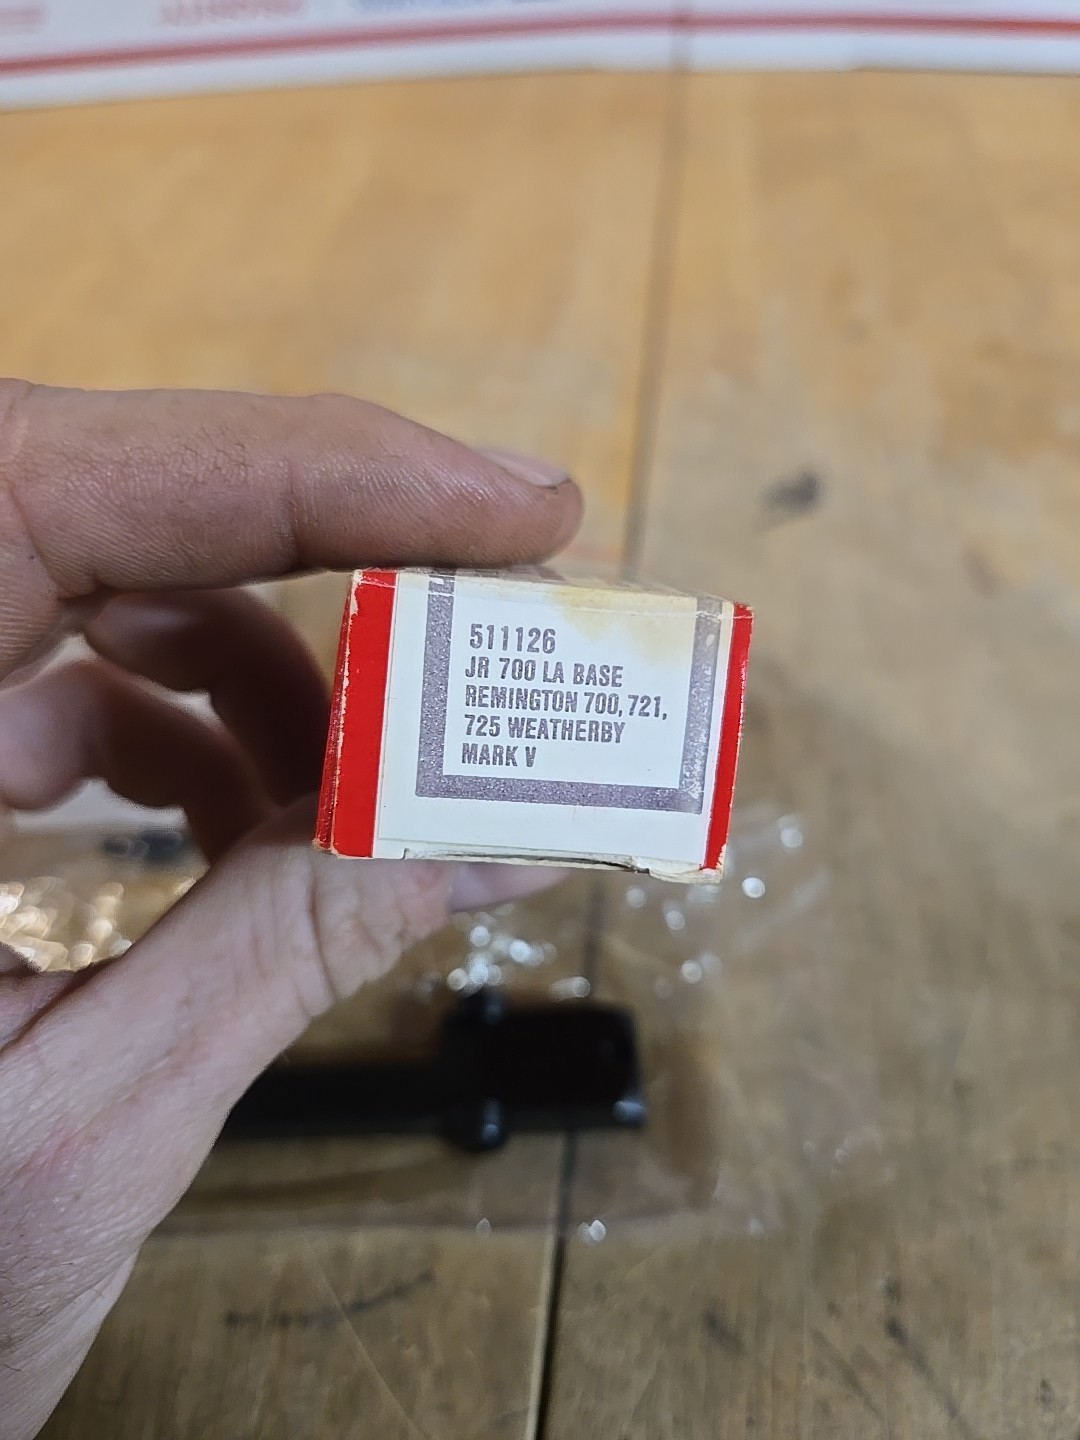 511126
JR 700 LA BASE
REMINGTON 700, 721,
725 WEATHERBY
MARK V